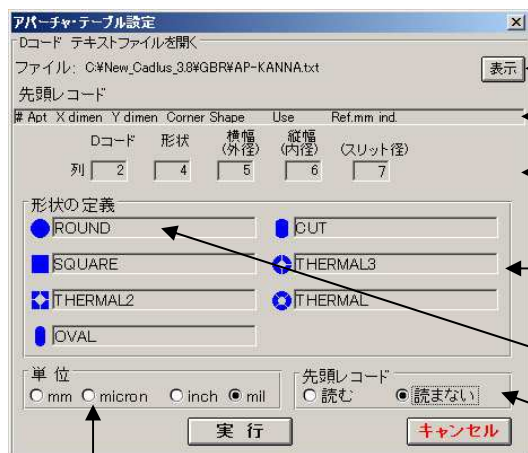 アパーチャ・テーブル設定
Dコード テキストファイルを開く
ファイル: C:¥New_Cadlus_3.8¥GBR¥AP-KANNA.txt
表示
先頭レコード
# Apt X dimen Y dimen Corner Shape Use Ref.mm ind.
Dコード 形状 横幅(外径) 縦幅(内径) (スリット径)
列 2 4 5 6 7
形状の定義
ROUND CUT
SQUARE THERMAL3
THERMAL2 THERMAL
OVAL
単位
mm micron inch mil
先頭レコード
読む 読まない
実行 キャンセル